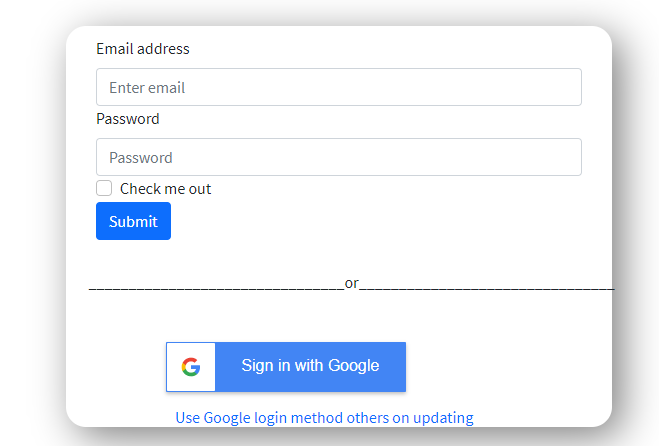 Email address
Enter email
Password
Password
Check me out
Submit
________________________________or________________________________
Sign in with Google
Use Google login method others on updating